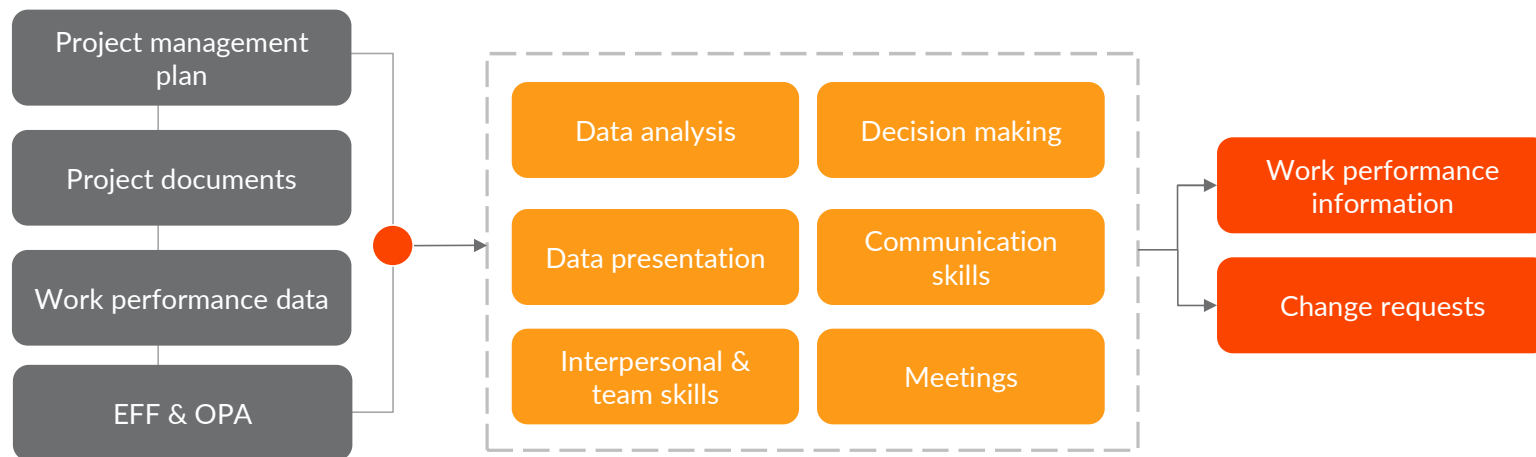 Project management
plan
Project documents
Work performance data
EFF & OPA
Data analysis
Decision making
Data presentation
Communication
skills
Interpersonal &
team skills
Meetings
Work performance
information
Change requests